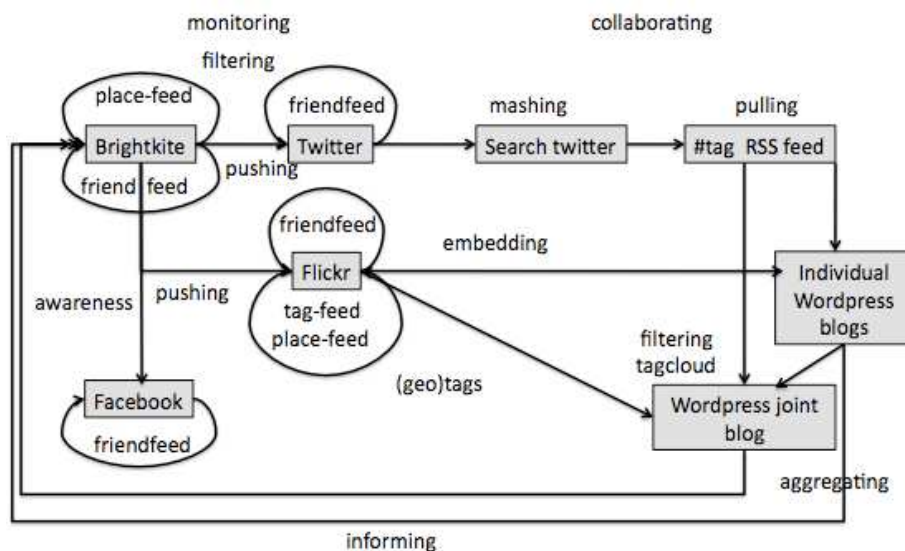 monitoring
collaborating
filtering
place-feed
friendfeed
mashing
pulling
Brightkite
Twitter
Search twitter
#tag RSS feed
pushing
friend feed
friendfeed
embedding
Flickr
Individual
Wordpress
blogs
awareness
pushing
tag-feed
place-feed
filtering
tagcloud
(geo)tags
Facebook
Wordpress joint
blog
friendfeed
aggregating
informing